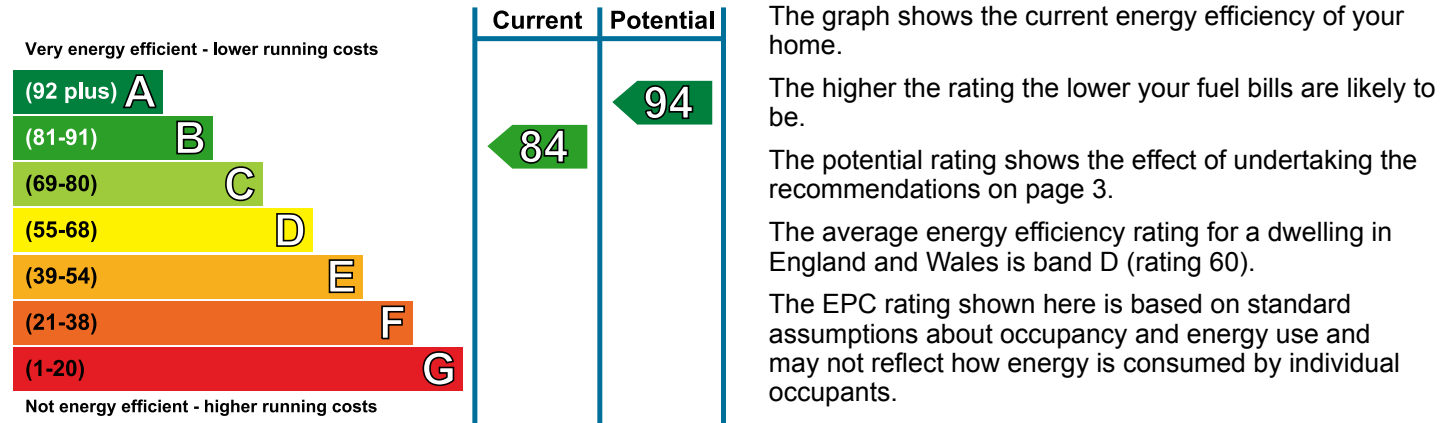 Current Potential
Very energy efficient - lower running costs
(92 plus) A
(81-91) B
(69-80) C
(55-68) D
(39-54) E
(21-38) F
(1-20) G
Not energy efficient - higher running costs
84
94
The graph shows the current energy efficiency of your
home.
The higher the rating the lower your fuel bills are likely to
be.
The potential rating shows the effect of undertaking the
recommendations on page 3.
The average energy efficiency rating for a dwelling in
England and Wales is band D (rating 60).
The EPC rating shown here is based on standard
assumptions about occupancy and energy use and
may not reflect how energy is consumed by individual
occupants.